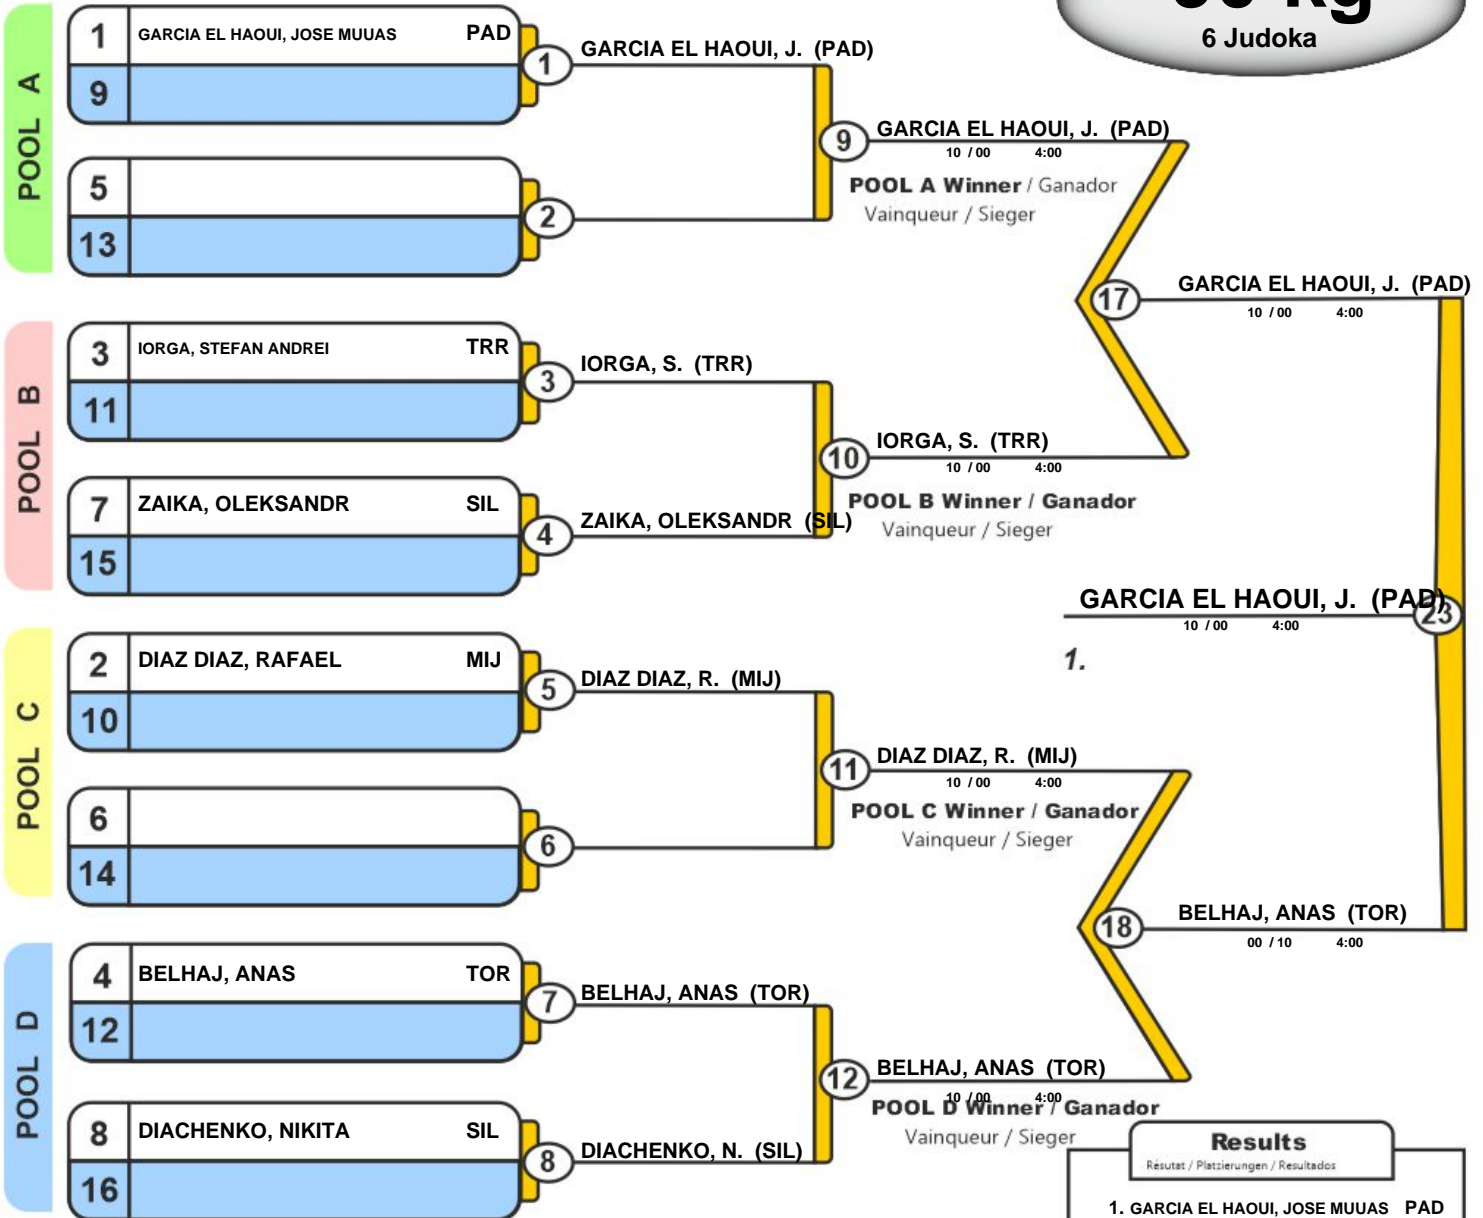 6 Judoka
POOL A
1 GARCIA EL HAOUI, JOSE MUUAS PAD
9
1
GARCIA EL HAOUI, J. (PAD)
5
13
2
9
GARCIA EL HAOUI, J. (PAD)
10 / 00 4:00
POOL A Winner / Ganador
Vainqueur / Sieger
POOL B
3 IORGA, STEFAN ANDREI TRR
11
3
IORGA, S. (TRR)
7 ZAIKA, OLEKSANDR SIL
15
4
ZAIKA, OLEKSANDR (SIL)
10
IORGA, S. (TRR)
10 / 00 4:00
POOL B Winner / Ganador
Vainqueur / Sieger
17
GARCIA EL HAOUI, J. (PAD)
10 / 00 4:00
GARCIA EL HAOUI, J. (PAD)
23
10 / 00 4:00
1.
POOL C
2 DIAZ DIAZ, RAFAEL MIJ
10
5
DIAZ DIAZ, R. (MIJ)
6
14
6
11
DIAZ DIAZ, R. (MIJ)
10 / 00 4:00
POOL C Winner / Ganador
Vainqueur / Sieger
POOL D
4 BELHAJ, ANAS TOR
12
7
BELHAJ, ANAS (TOR)
8 DIACHENKO, NIKITA SIL
16
8
DIACHENKO, N. (SIL)
12
BELHAJ, ANAS (TOR)
10 / 00 4:00
POOL D Winner / Ganador
Vainqueur / Sieger
18
BELHAJ, ANAS (TOR)
00 / 10 4:00
Results
Résutat / Platzierungen / Resultados
1. GARCIA EL HAOUI, JOSE MUUAS PAD